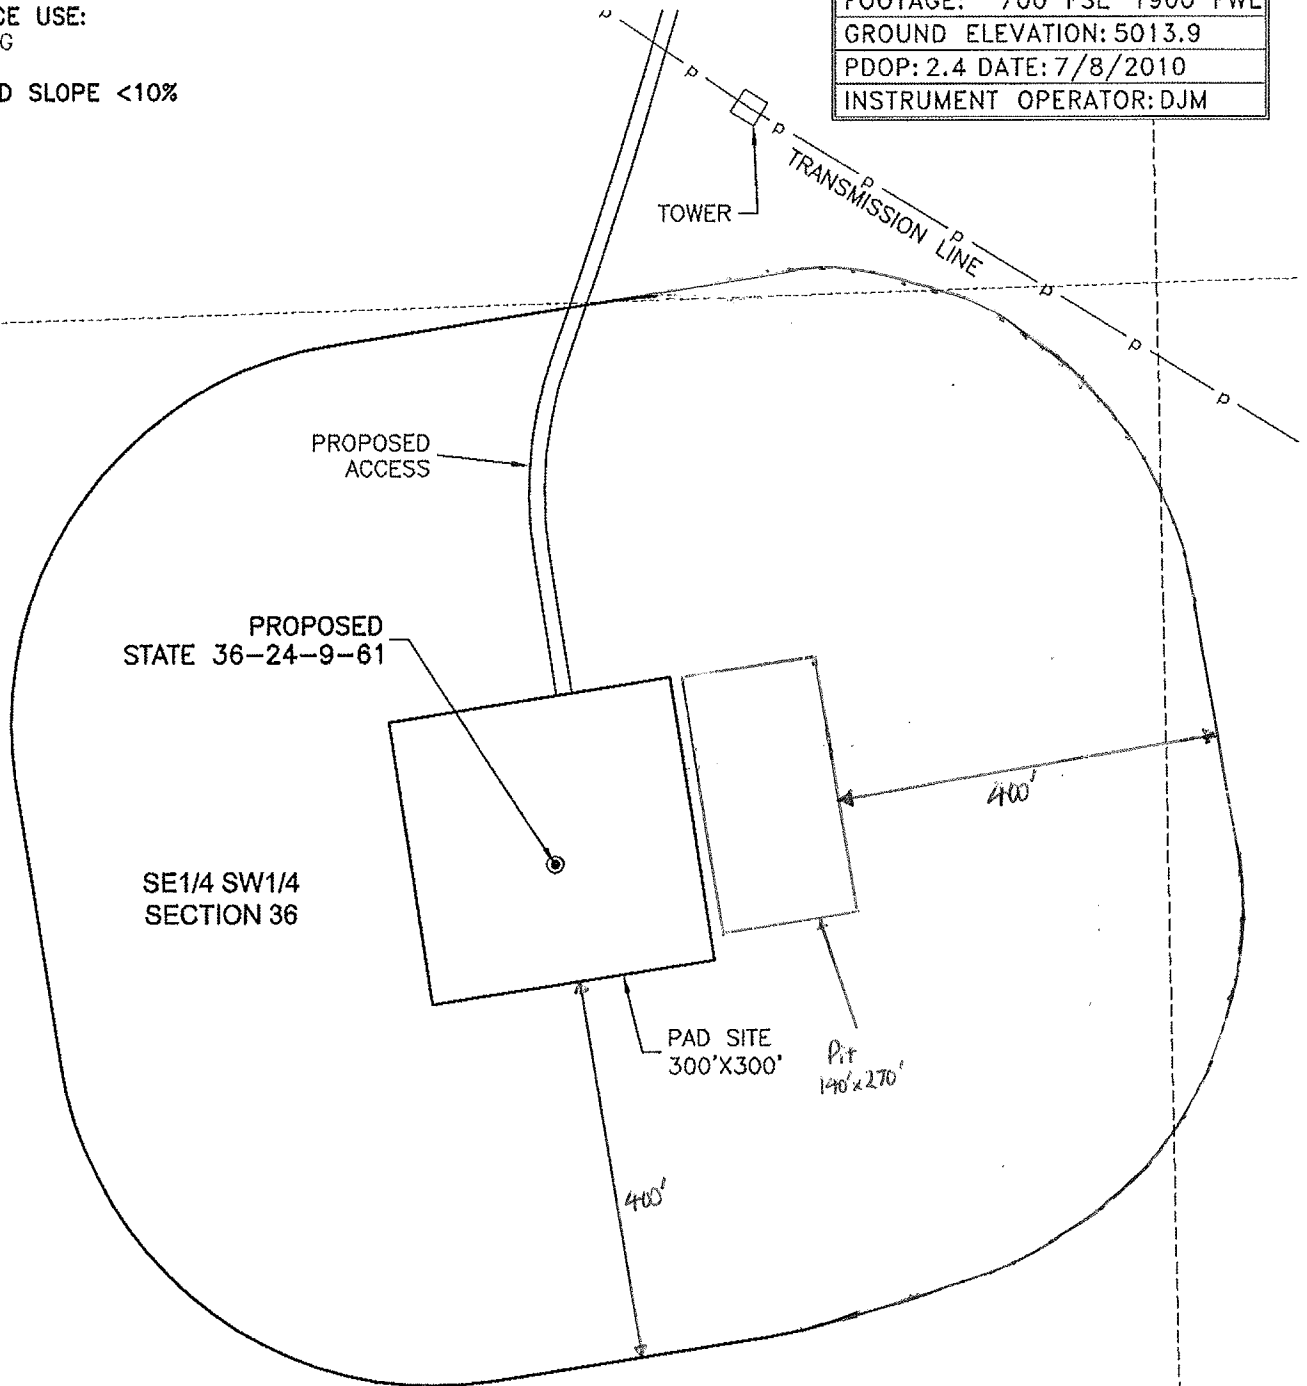 CE USE:
G
D SLOPE <10%
FOOTAGE: 700 FSL 1900 FWL
GROUND ELEVATION: 5013.9
PDOP: 2.4 DATE: 7/8/2010
INSTRUMENT OPERATOR: DJM
P
P
P
P
P
P
P
P
TOWER
TRANSMISSION LINE
PROPOSED
ACCESS
PROPOSED
STATE 36-24-9-61
400'
SE1/4 SW1/4
SECTION 36
PAD SITE
300'X300'
Pit
140'x270'
400'